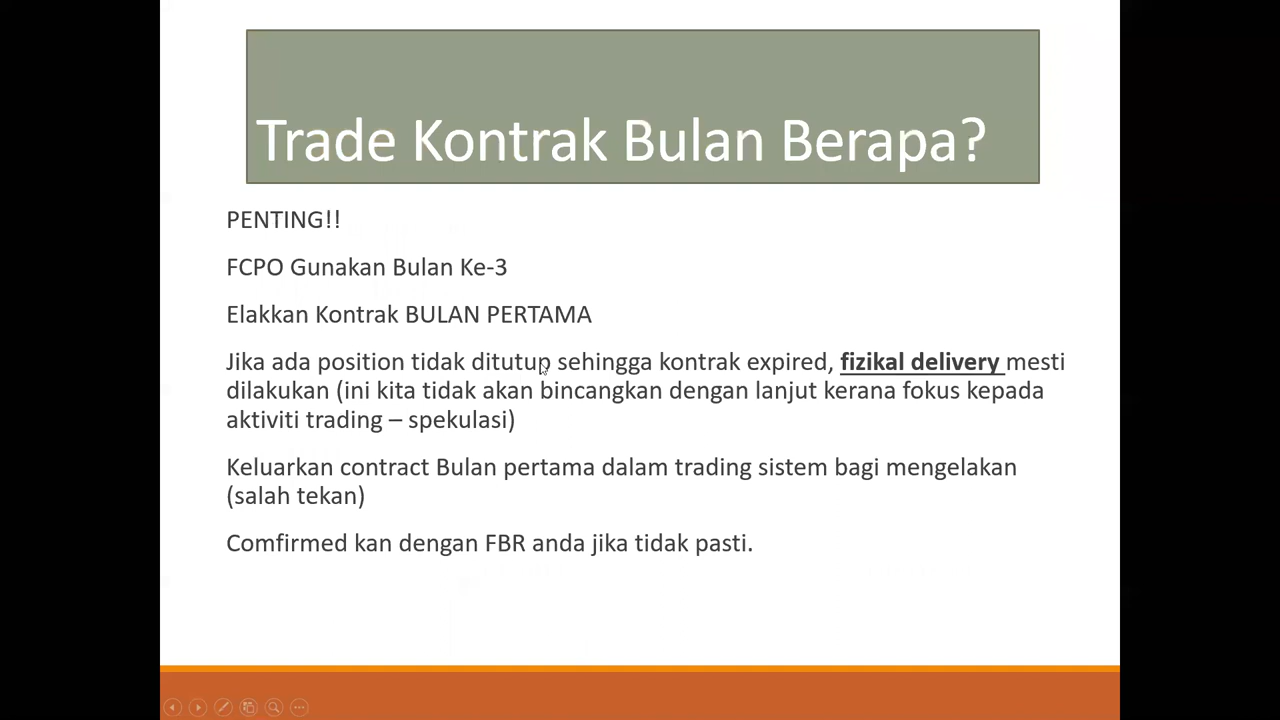 Trade Kontrak Bulan Berapa?
PENTING!!
FCPO Gunakan Bulan Ke-3
Elakkan Kontrak BULAN PERTAMA
Jika ada position tidak ditutup sehingga kontrak expired, fizikal delivery mesti
dilakukan (ini kita tidak akan bincangkan dengan lanjut kerana fokus kepada
aktiviti trading – spekulasi)
Keluarkan contract Bulan pertama dalam trading sistem bagi mengelakan
(salah tekan)
Comfirmed kan dengan FBR anda jika tidak pasti.